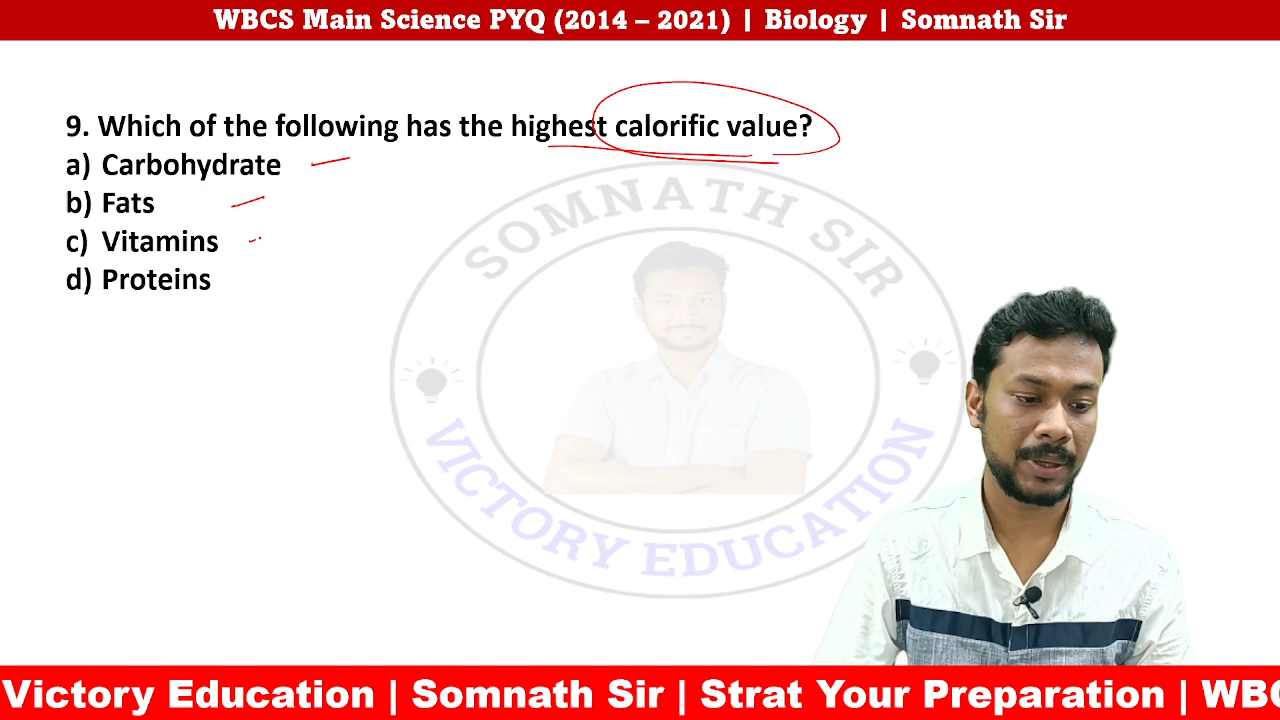 WBCS Main Science PYQ (2014 – 2021) | Biology | Somnath Sir
9. Which of the following has the highest calorific value?
a) Carbohydrate
b) Fats
c) Vitamins
d) Proteins
SOMNATH SIR
VICTORY EDUCATION
Victory Education | Somnath Sir | Strat Your Preparation | WBC